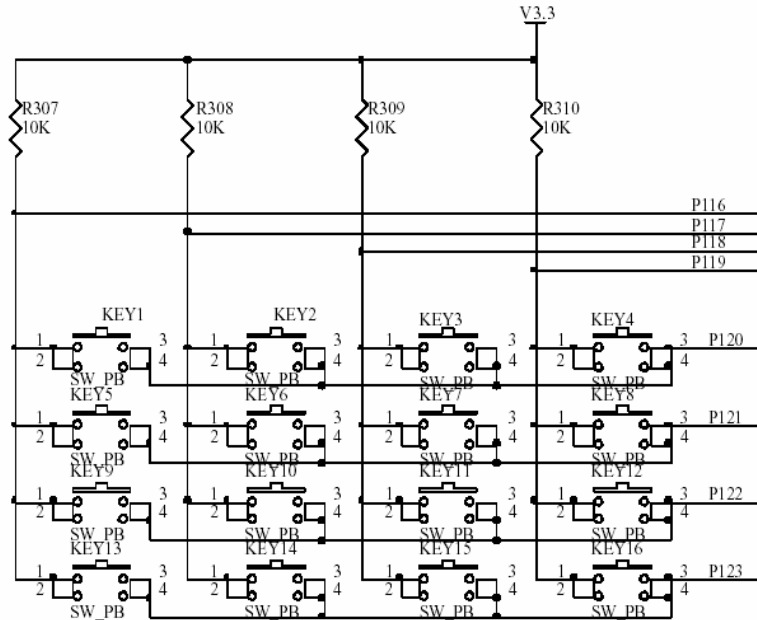 V3.3
R307 R308 R309 R310
10K 10K 10K 10K
P116
P117
P118
P119
KEY1 KEY2 KEY3 KEY4
1 3 1 3 1 3 1 3 P120
2 4 2 4 2 4 2 4
SW_PB SW_PB SW_PB SW_PB
KEY5 KEY6 KEY7 KEY8
1 3 1 3 1 3 1 3 P121
2 4 2 4 2 4 2 4
SW_PB SW_PB SW_PB SW_PB
KEY9 KEY10 KEY11 KEY12
1 3 1 3 1 3 1 3 P122
2 4 2 4 2 4 2 4
SW_PB SW_PB SW_PB SW_PB
KEY13 KEY14 KEY15 KEY16
1 3 1 3 1 3 1 3 P123
2 4 2 4 2 4 2 4
SW_PB SW_PB SW_PB SW_PB